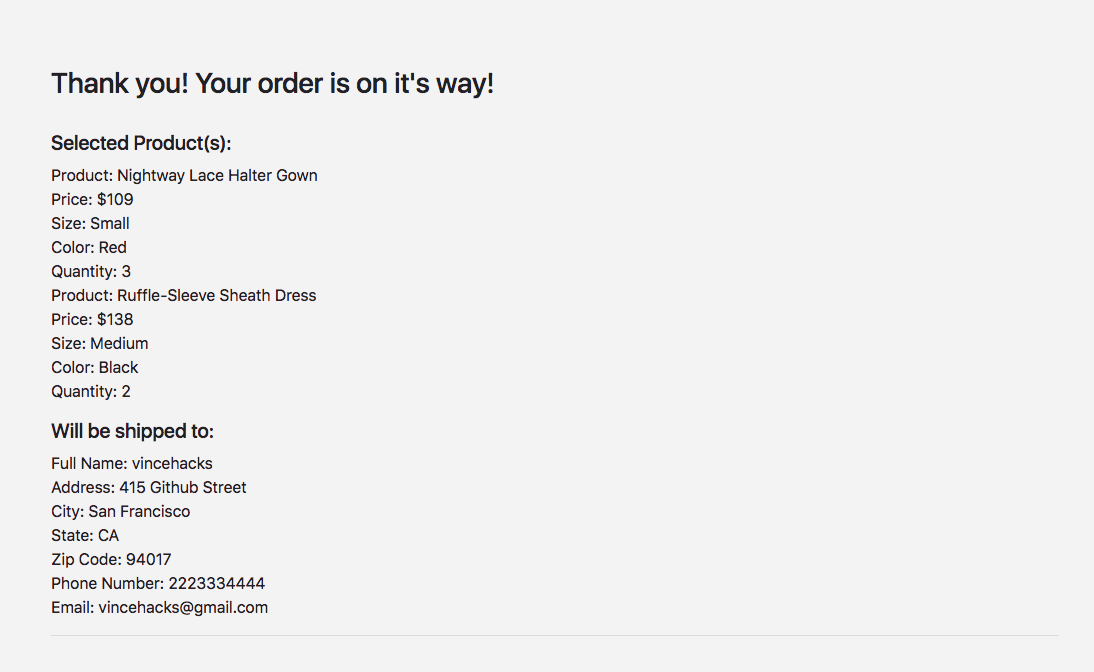 Thank you! Your order is on it's way!
Selected Product(s):
Product: Nightway Lace Halter Gown
Price: $109
Size: Small
Color: Red
Quantity: 3
Product: Ruffle-Sleeve Sheath Dress
Price: $138
Size: Medium
Color: Black
Quantity: 2
Will be shipped to:
Full Name: vincehacks
Address: 415 Github Street
City: San Francisco
State: CA
Zip Code: 94017
Phone Number: 2223334444
Email: vincehacks@gmail.com